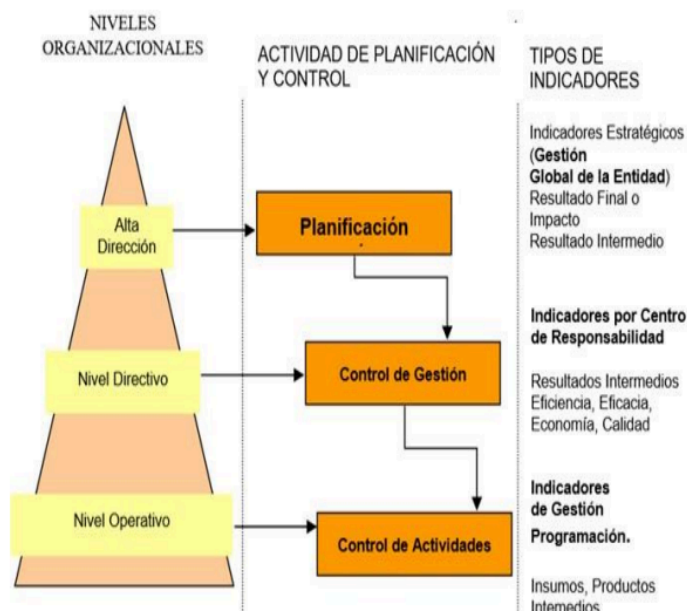 NIVELES
ORGANIZACIONALES
ACTIVIDAD DE PLANIFICACIÓN
Y CONTROL
TIPOS DE
INDICADORES
Alta
Dirección
Planificación
Indicadores Estratégicos
(Gestión
Global de la Entidad)
Resultado Final o
Impacto
Resultado Intermedio
Nivel Directivo
Control de Gestión
Indicadores por Centro
de Responsabilidad
Resultados Intermedios
Eficiencia, Eficacia,
Economía, Calidad
Nivel Operativo
Control de Actividades
Indicadores
de Gestión
Programación.
Insumos, Productos
Intemedios